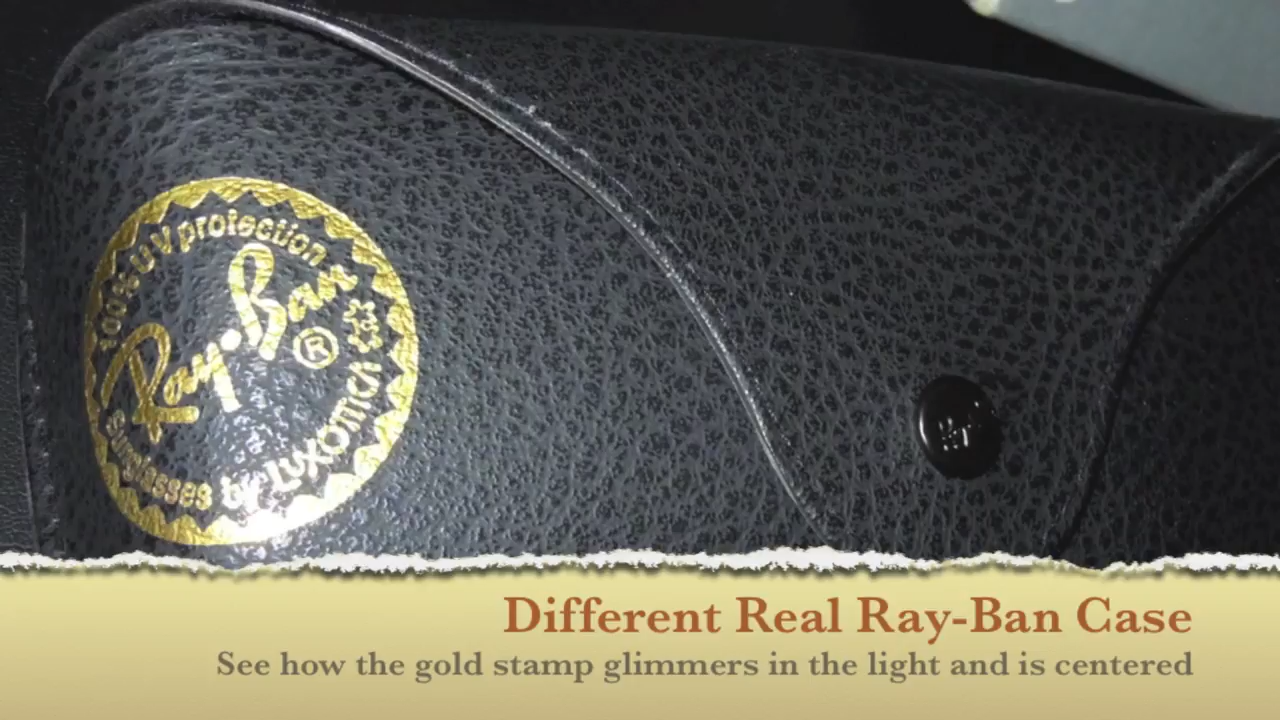 100% UV protection
Ray-Ban
®
Sunglasses by LUXOTTICA
Different Real Ray-Ban Case
See how the gold stamp glimmers in the light and is centered